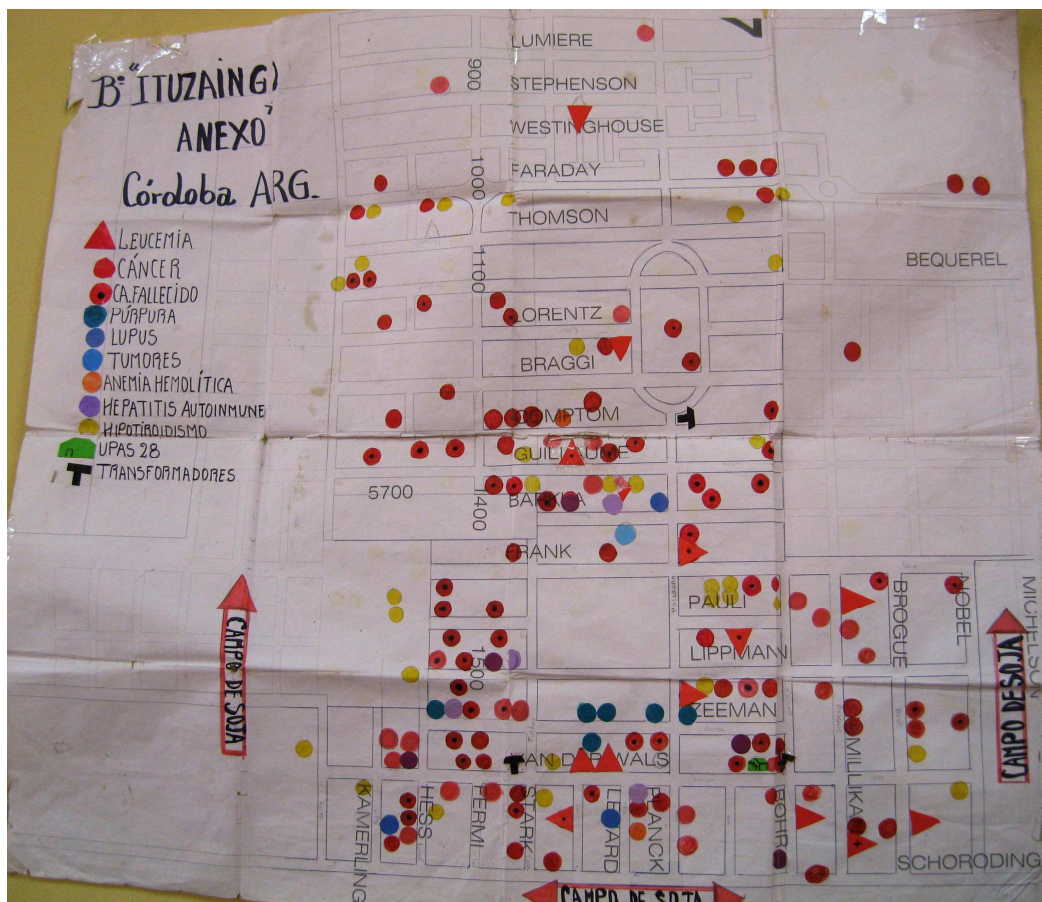 Bº "ITUZAINGÓ
ANEXO"
Córdoba ARG.
LEUCEMIA
CÁNCER
CA.FALLECIDO
PÚRPURA
LUPUS
TUMORES
ANEMIA HEMOLÍTICA
HEPATITIS AUTOINMUNE
HIPOTIROIDISMO
UPAS 28
TRANSFORMADORES
7
LUMIERE
900
STEPHENSON
WESTINGHOUSE
FARADAY
1000
THOMSON
1100
BEQUEREL
LORENTZ
BRAGGI
COMPTOM
GUILLAUME
5700
1400
BARKLA
FRANK
PAULI
BROGUE
NOBEL
MICHELSON
LIPPMANN
1500
ZEEMAN
CAMPO DE SOJA
CAMPO DE SOJA
VAN DER WALS
MILLIKAN
KAMERLING
HESS
FERMI
STARK
LENARD
PLANCK
BOHR
SCHORODING
CAMPO DE SOJA